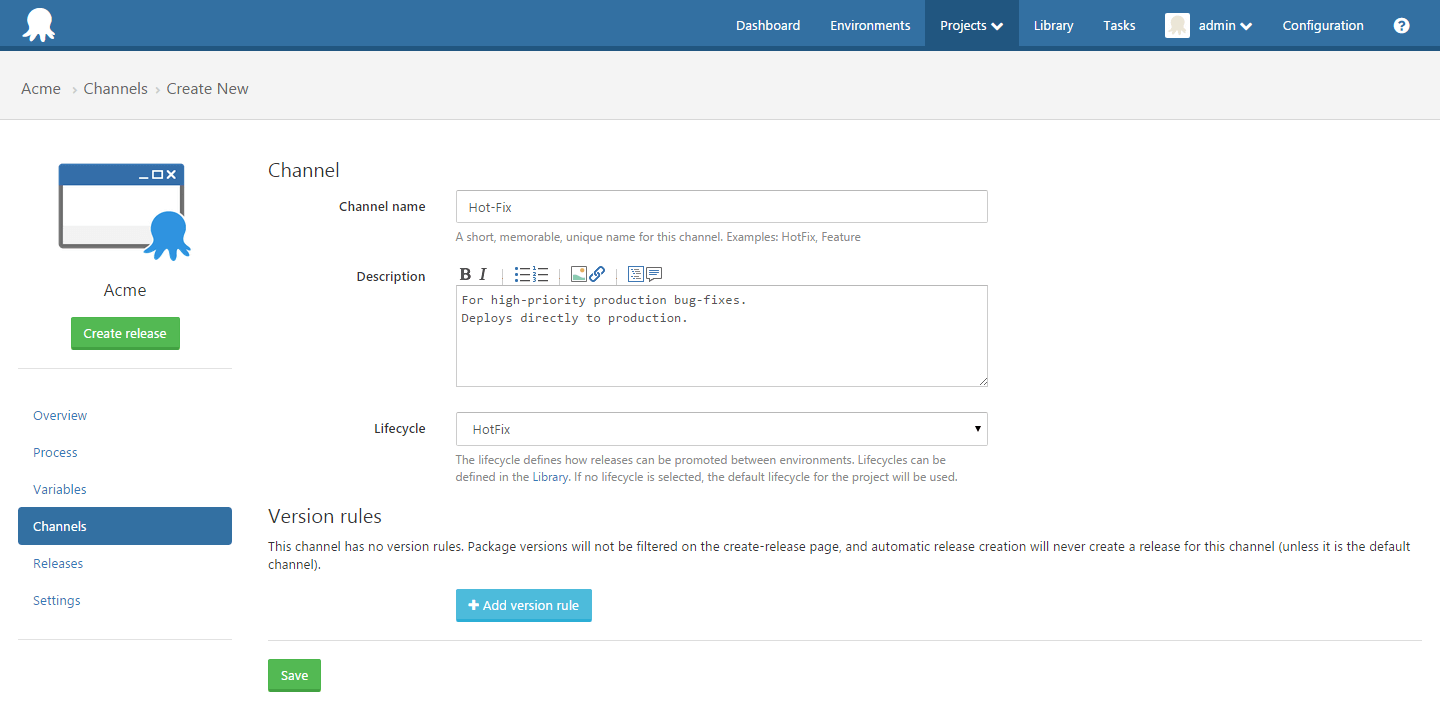 Dashboard Environments Projects Library Tasks admin Configuration ?
Acme › Channels › Create New
Acme
Create release
Overview
Process
Variables
Channels
Releases
Settings
Channel
Channel name
Hot-Fix
A short, memorable, unique name for this channel. Examples: HotFix, Feature
Description
B I
For high-priority production bug-fixes.
Deploys directly to production.
Lifecycle
HotFix
The lifecycle defines how releases can be promoted between environments. Lifecycles can be
defined in the Library. If no lifecycle is selected, the default lifecycle for the project will be used.
Version rules
This channel has no version rules. Package versions will not be filtered on the create-release page, and automatic release creation will never create a release for this channel (unless it is the default
channel).
+ Add version rule
Save